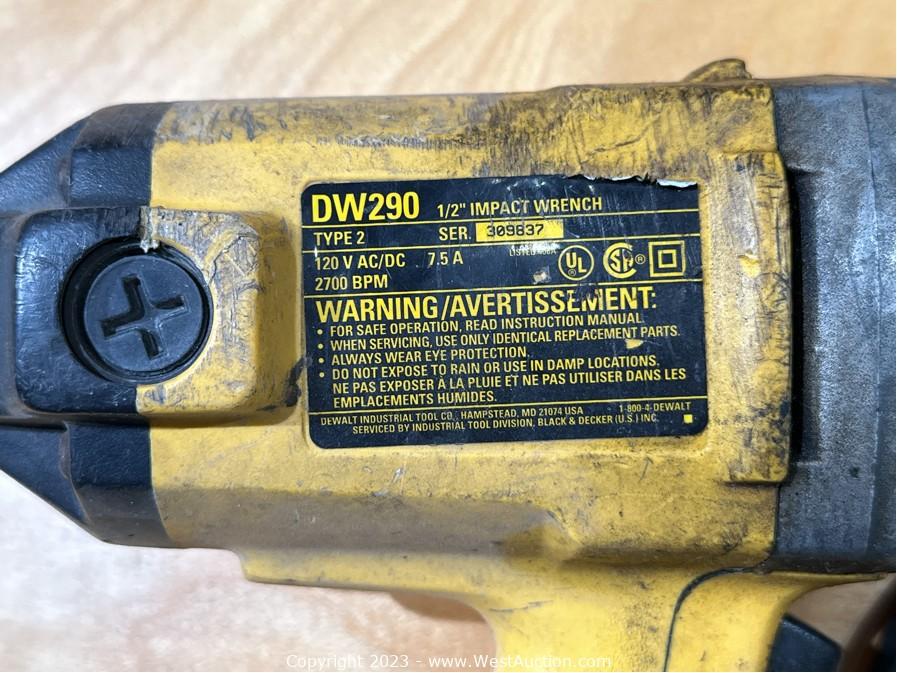 DW290 1/2" IMPACT WRENCH
TYPE 2 SER. 309637
LISTED
120 V AC/DC 7.5 A
UL SA ®
2700 BPM
WARNING/AVERTISSEMENT:
• FOR SAFE OPERATION, READ INSTRUCTION MANUAL.
• WHEN SERVICING, USE ONLY IDENTICAL REPLACEMENT PARTS.
• ALWAYS WEAR EYE PROTECTION.
• DO NOT EXPOSE TO RAIN OR USE IN DAMP LOCATIONS.
NE PAS EXPOSER À LA PLUIE ET NE PAS UTILISER DANS LES
EMPLACEMENTS HUMIDES.
DEWALT INDUSTRIAL TOOL CO., HAMPSTEAD, MD 21074 USA 1-800-4-DEWALT
SERVICED BY INDUSTRIAL TOOL DIVISION, BLACK & DECKER (U.S.) INC.
Copyright 2023 - www.WestAuction.com